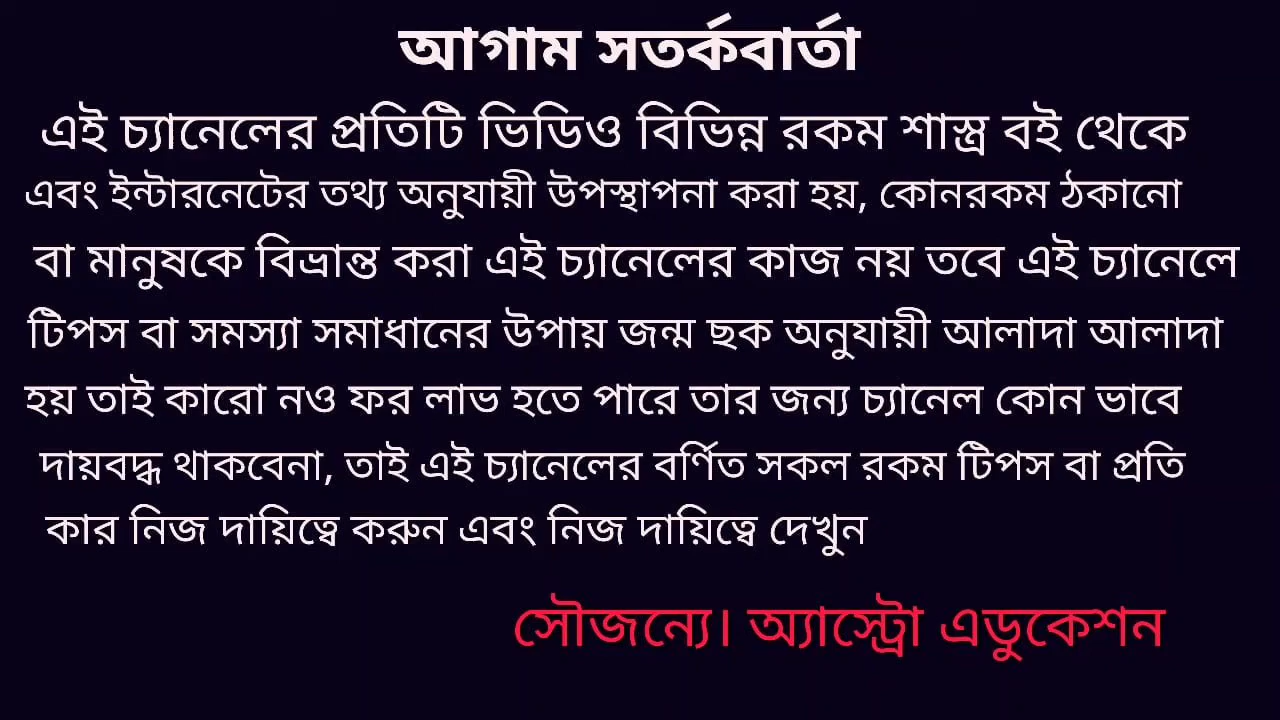 আগাম সতর্কবার্তা
এই চ্যানেলের প্রতিটি ভিডিও বিভিন্ন রকম শাস্ত্র বই থেকে
এবং ইন্টারনেটের তথ্য অনুযায়ী উপস্থাপনা করা হয়, কোনরকম ঠকানো
বা মানুষকে বিভ্রান্ত করা এই চ্যানেলের কাজ নয় তবে এই চ্যানেলে
টিপস বা সমস্যা সমাধানের উপায় জন্ম ছক অনুযায়ী আলাদা আলাদা
হয় তাই কারো নও ফর লাভ হতে পারে তার জন্য চ্যানেল কোন ভাবে
দায়বদ্ধ থাকবেনা, তাই এই চ্যানেলের বর্ণিত সকল রকম টিপস বা প্রতি
কার নিজ দায়িত্বে করুন এবং নিজ দায়িত্বে দেখুন
সৌজন্যে। অ্যাস্ট্রো এডুকেশন